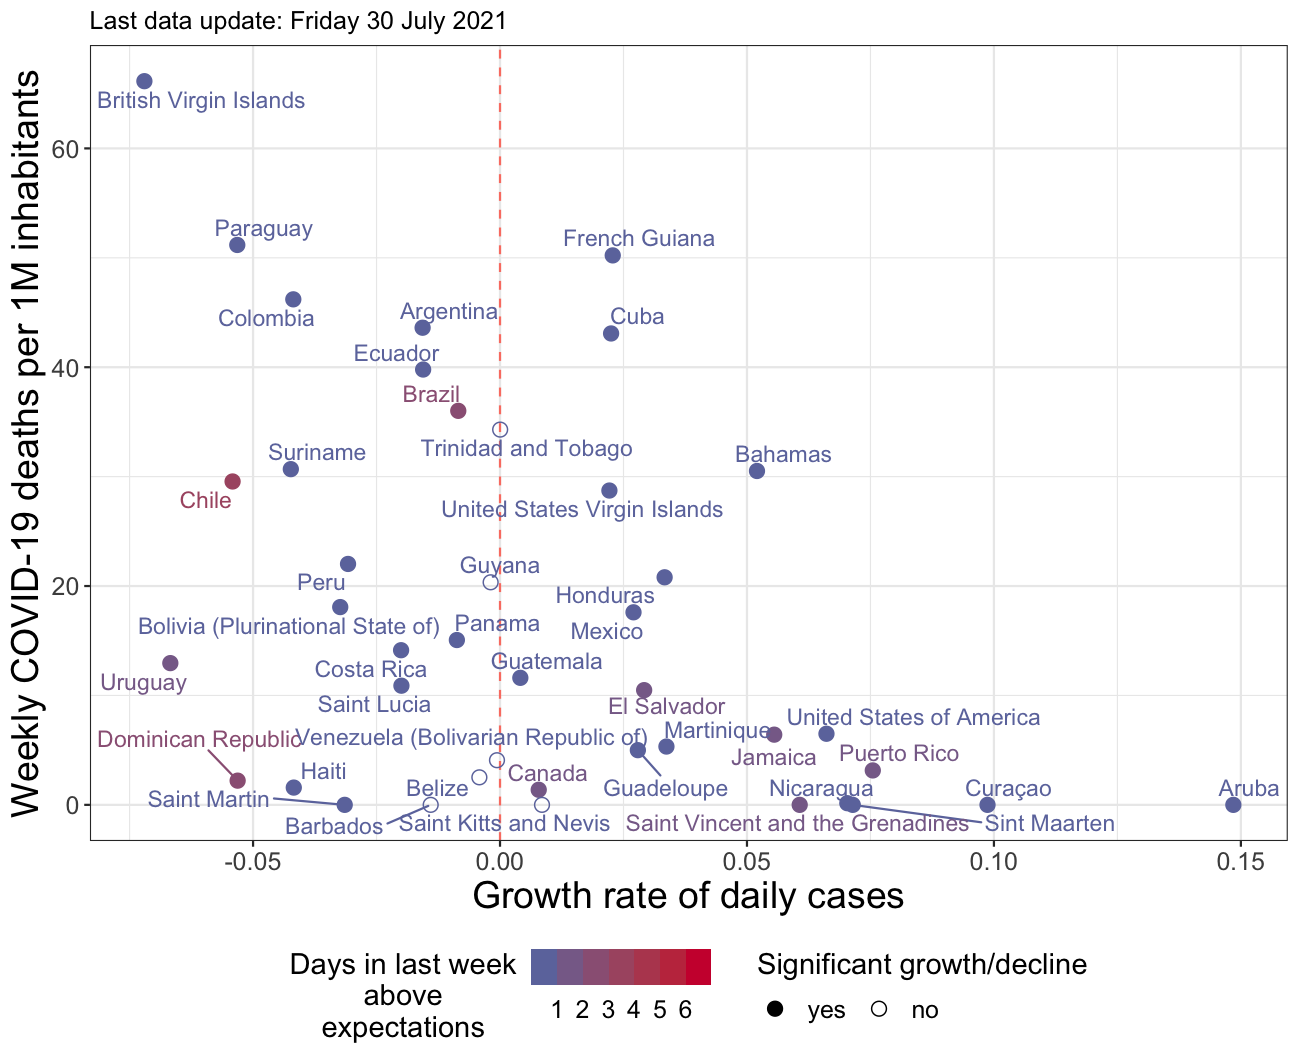 Last data update: Friday 30 July 2021
Weekly COVID-19 deaths per 1M inhabitants
60
40
20
0
British Virgin Islands
Paraguay
French Guiana
Colombia
Argentina
Cuba
Ecuador
Brazil
Trinidad and Tobago
Suriname
Bahamas
Chile
United States Virgin Islands
Guyana
Peru
Honduras
Bolivia (Plurinational State of)
Panama
Mexico
Costa Rica
Guatemala
Uruguay
Saint Lucia
El Salvador
United States of America
Martinique
Dominican Republic
Venezuela (Bolivarian Republic of)
Jamaica
Puerto Rico
Haiti
Canada
Belize
Guadeloupe
Nicaragua
Curaçao
Aruba
Saint Martin
Barbados
Saint Kitts and Nevis
Saint Vincent and the Grenadines
Sint Maarten
-0.05
0.00
0.05
0.10
0.15
Growth rate of daily cases
Days in last week
above
expectations
1 2 3 4 5 6
Significant growth/decline
yes
no